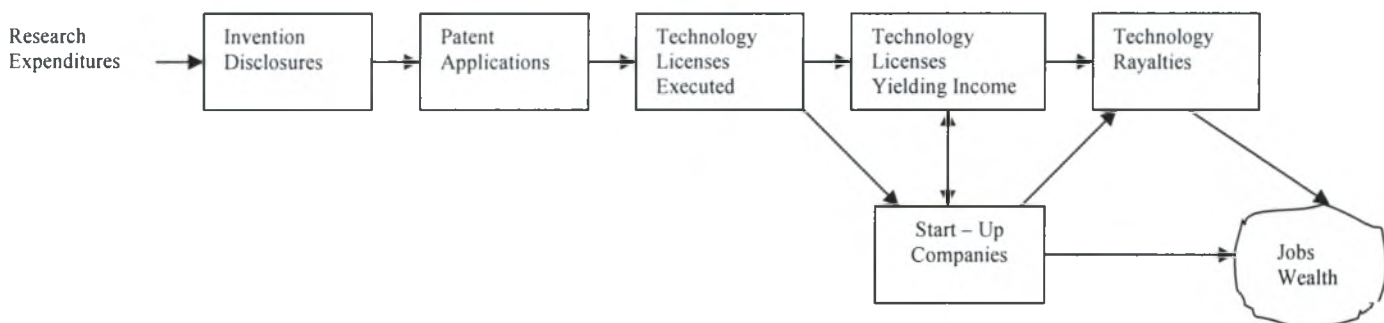 Research
Expenditures
Invention
Disclosures
Patent
Applications
Technology
Licenses
Executed
Technology
Licenses
Yielding Income
Technology
Rayalties
Start – Up
Companies
Jobs
Wealth